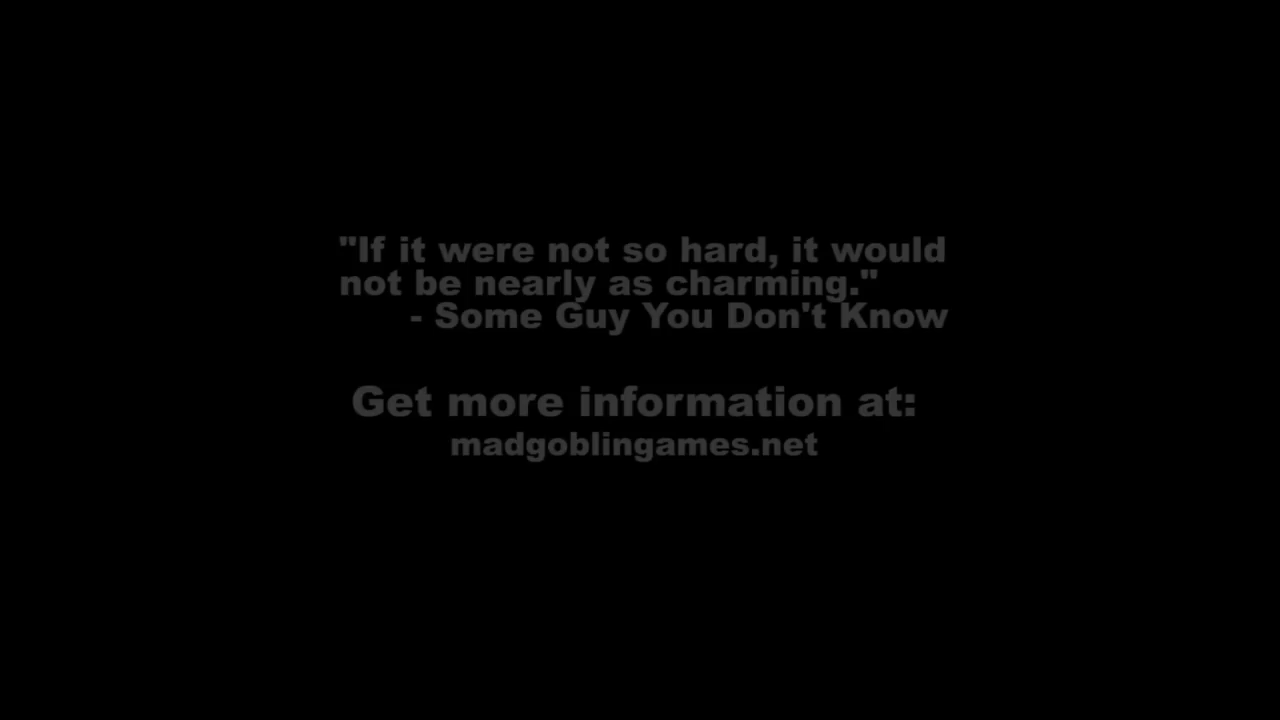 "If it were not so hard, it would
not be nearly as charming."
- Some Guy You Don't Know
Get more information at:
madgoblingames.net